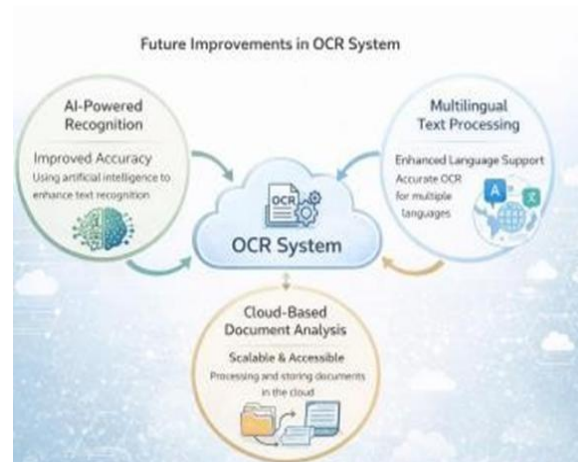 Future Improvements in OCR System
AI-Powered
Recognition
Improved Accuracy
Using artificial intelligence to
enhance text recognition
Multilingual
Text Processing
Enhanced Language Support
Accurate OCR
for multiple
languages
A
文
OCR
OCR System
Cloud-Based
Document Analysis
Scalable & Accessible
Processing and storing documents
in the cloud